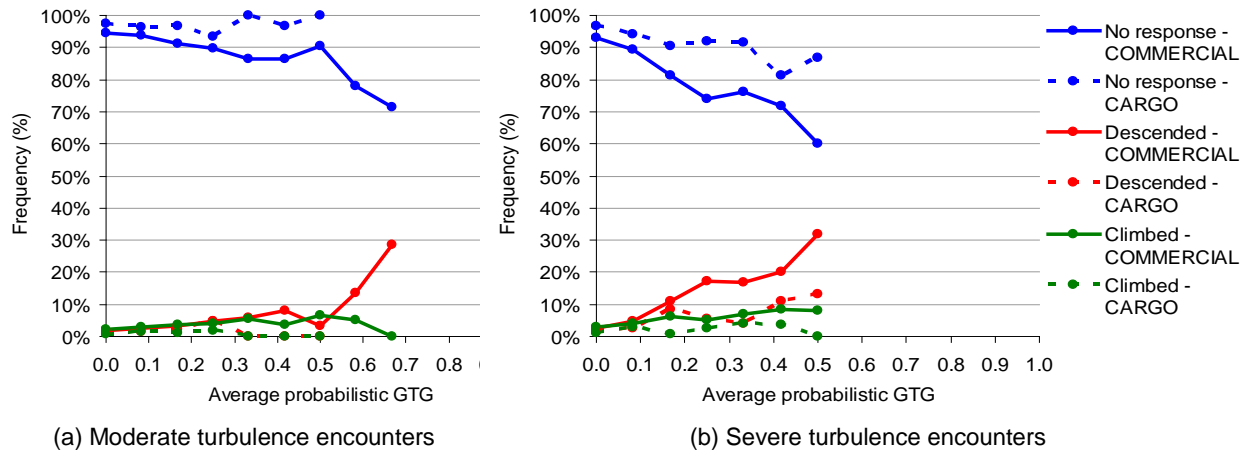 100%
90%
80%
70%
60%
50%
40%
30%
20%
10%
0%
Frequency (%)
0.0 0.1 0.2 0.3 0.4 0.5 0.6 0.7 0.8
Average probabilistic GTG
(a) Moderate turbulence encounters
100%
90%
80%
70%
60%
50%
40%
30%
20%
10%
0%
Frequency (%)
0.0 0.1 0.2 0.3 0.4 0.5 0.6 0.7 0.8 0.9 1.0
Average probabilistic GTG
(b) Severe turbulence encounters
No response -
COMMERCIAL
No response -
CARGO
Descended -
COMMERCIAL
Descended -
CARGO
Climbed -
COMMERCIAL
Climbed -
CARGO